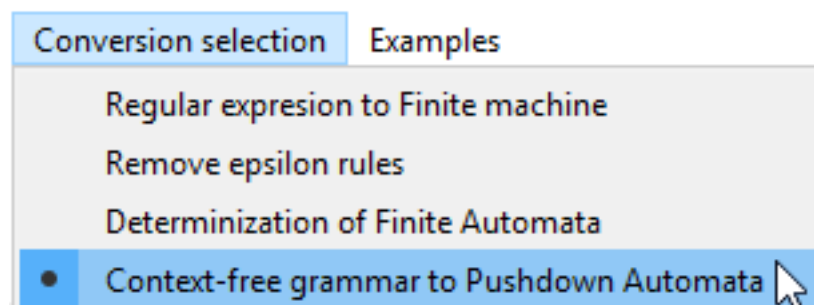 Conversion selection Examples
Regular expresion to Finite machine
Remove epsilon rules
Determinization of Finite Automata
Context-free grammar to Pushdown Automata